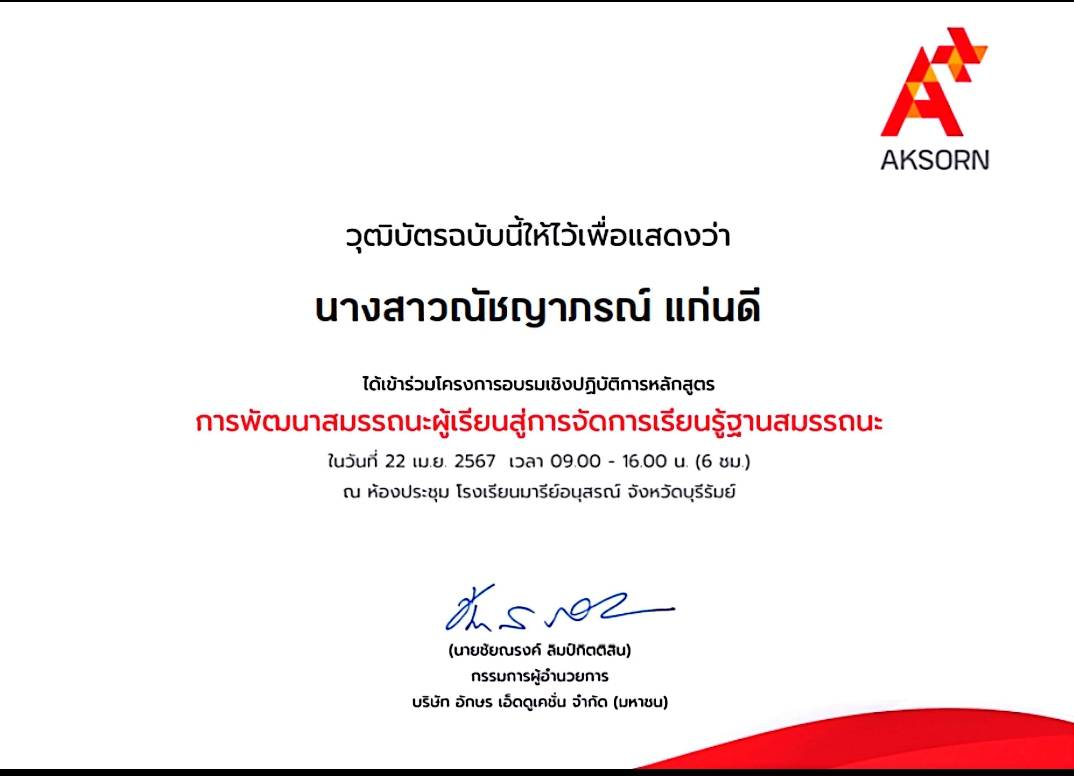 AKSORN
วุฒิบัตรฉบับนี้ให้ไว้เพื่อแสดงว่า
นางสาวณัชญาภรณ์ แก่นดี
ได้เข้าร่วมโครงการอบรมเชิงปฏิบัติการหลักสูตร
การพัฒนาสมรรถนะผู้เรียนสู่การจัดการเรียนรู้ฐานสมรรถนะ
ในวันที่ 22 เม.ย. 2567 เวลา 09.00 - 16.00 น. (6 ชม.)
ณ ห้องประชุม โรงเรียนมารีย์อนุสรณ์ จังหวัดบุรีรัมย์
(นายชัยณรงค์ ลิมป์กิตติสิน)
กรรมการผู้อำนวยการ
บริษัท อักษร เอ็ดดูเคชั่น จำกัด (มหาชน)